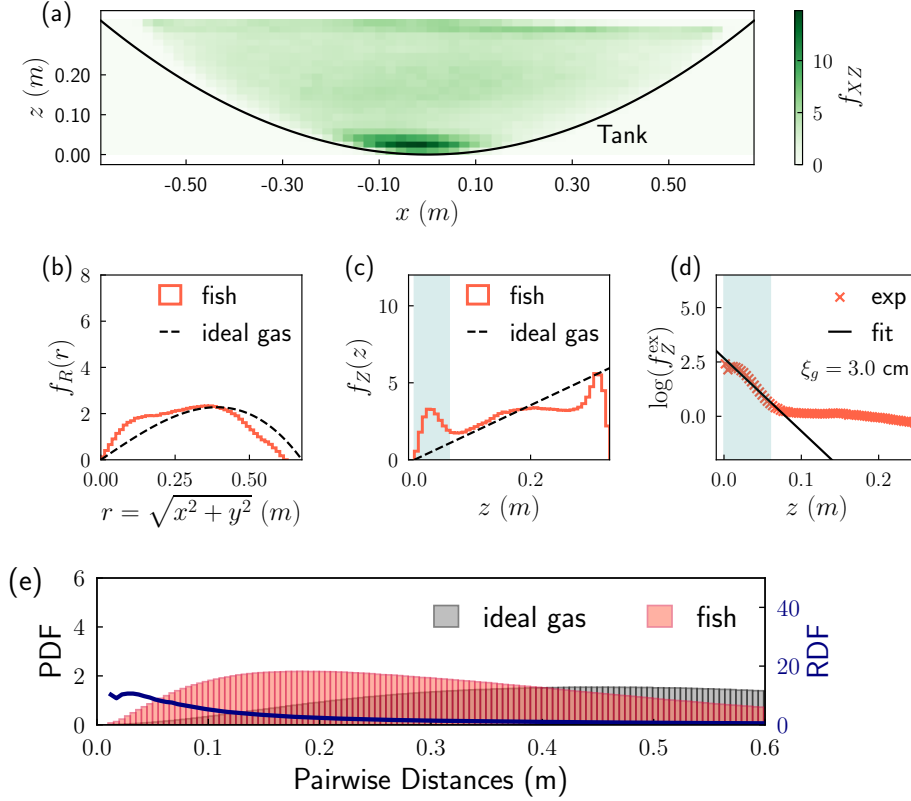 (a)
z (m)
0.20
0.10
0.00
Tank
-0.50
-0.30
-0.10
0.10
0.30
0.50
x (m)
10
5
0
f_XZ
(b)
8
6
4
2
0
f_R(r)
fish
ideal gas
0.00
0.25
0.50
r = √x² + y² (m)
(c)
10
5
0
f_Z(z)
fish
ideal gas
0.0
0.2
z (m)
(d)
5.0
2.5
0.0
log(f_Z^ex)
exp
fit
ξ_g = 3.0 cm
0.0
0.1
0.2
z (m)
(e)
6
4
2
0
PDF
ideal gas
fish
40
20
0
RDF
0.0
0.1
0.2
0.3
0.4
0.5
0.6
Pairwise Distances (m)